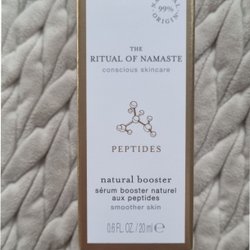 99%
ORIGIN
THE
RITUAL OF NAMASTE
conscious skincare
PEPTIDES
natural booster
sérum booster naturel
aux peptides
smoother skin
0.6 FL. OZ. / 20 ml e